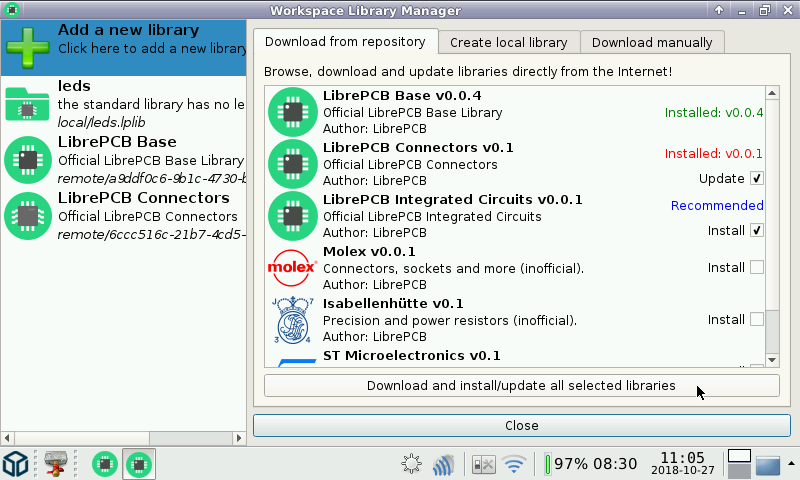 Workspace Library Manager
Add a new library
Click here to add a new library
leds
the standard library has no le
local/leds.lplib
LibrePCB Base
Official LibrePCB Base Library
remote/a9ddf0c6-9b1c-4730-b
LibrePCB Connectors
Official LibrePCB Connectors
remote/6ccc516c-21b7-4cd5-
Download from repository
Create local library
Download manually
Browse, download and update libraries directly from the Internet!
LibrePCB Base v0.0.4
Official LibrePCB Base Library
Installed: v0.0.4
Author: LibrePCB
LibrePCB Connectors v0.1
Installed: v0.0.1
Official LibrePCB Connectors
Author: LibrePCB
Update
LibrePCB Integrated Circuits v0.0.1
Recommended
Official LibrePCB Integrated Circuits
Author: LibrePCB
Install
molex
Molex v0.0.1
Connectors, sockets and more (inofficial).
Install
Author: LibrePCB
J 7
3 4
Isabellenhütte v0.1
Precision and power resistors (inofficial).
Install
Author: LibrePCB
ST Microelectronics v0.1
Download and install/update all selected libraries
Close
97% 08:30
11:05
2018-10-27